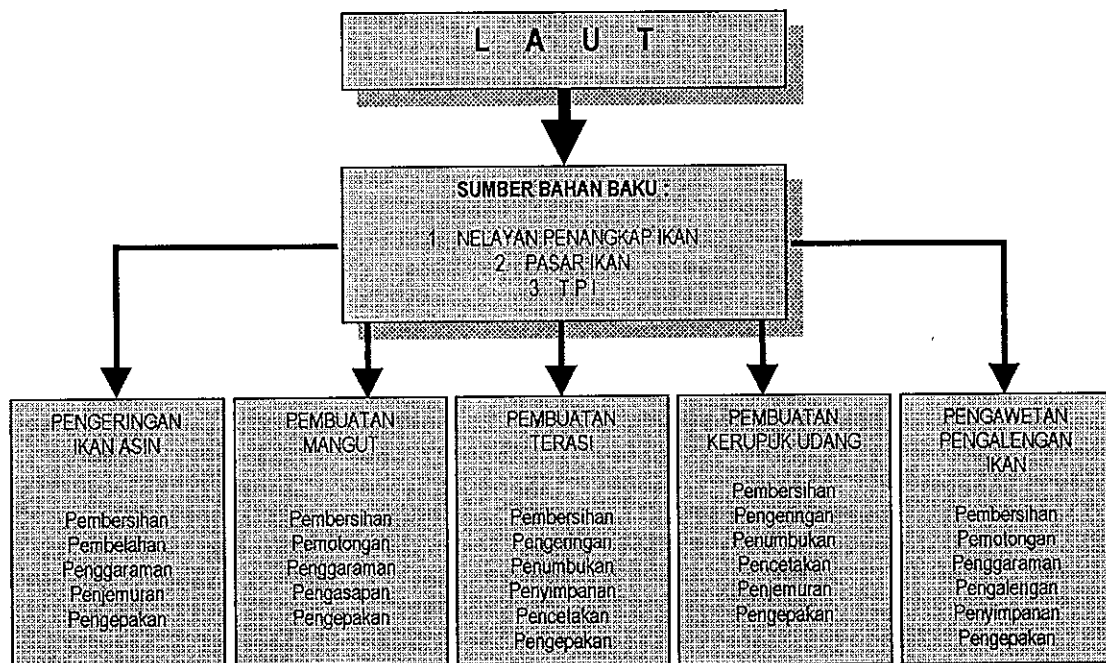 L A U T
SUMBER BAHAN BAKU :
1. NELAYAN PENANGKAP IKAN
2. PASAR IKAN
3. T P I
PENGERINGAN
IKAN ASIN
Pembersihan
Pembelahan
Penggaraman
Penjemuran
Pengepakan
PEMBUATAN
MANGUT
Pembersihan
Pemotongan
Penggaraman
Pengasapan
Pengepakan
PEMBUATAN
TERASI
Pembersihan
Pengeringan
Penumbukan
Penyimpanan
Pencetakan
Pengepakan
PEMBUATAN
KERUPUK UDANG
Pembersihan
Pengeringan
Penumbukan
Pencetakan
Penjemuran
Pengepakan
PENGAWETAN
PENGALENGAN
IKAN
Pembersihan
Pemotongan
Penggaraman
Pengalengan
Penyimpanan
Pengepakan